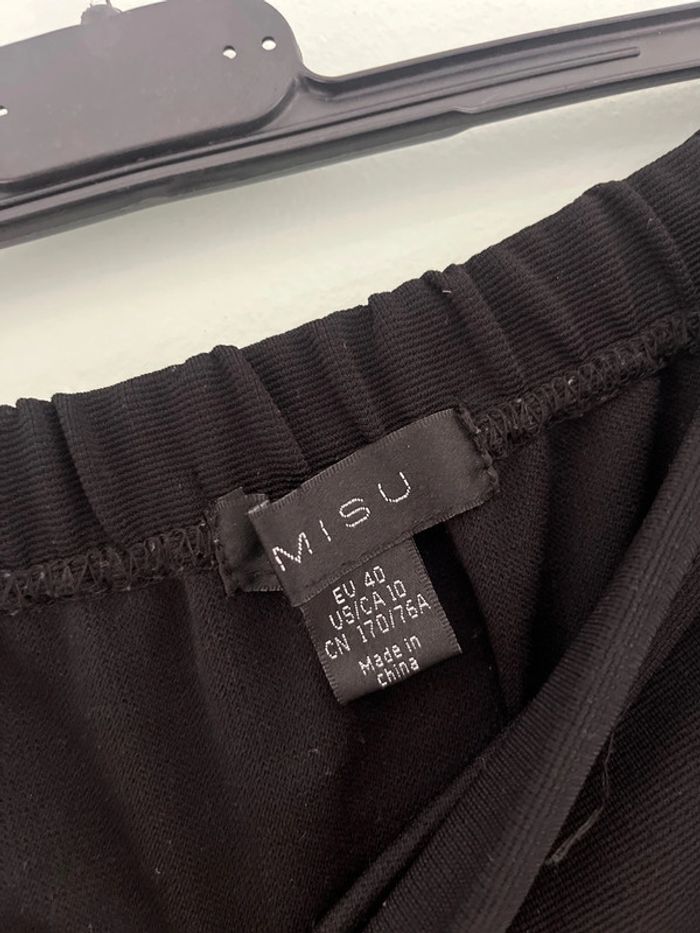 MISU
EU 40
US/CA 10
CN 170/76A
Made in
China